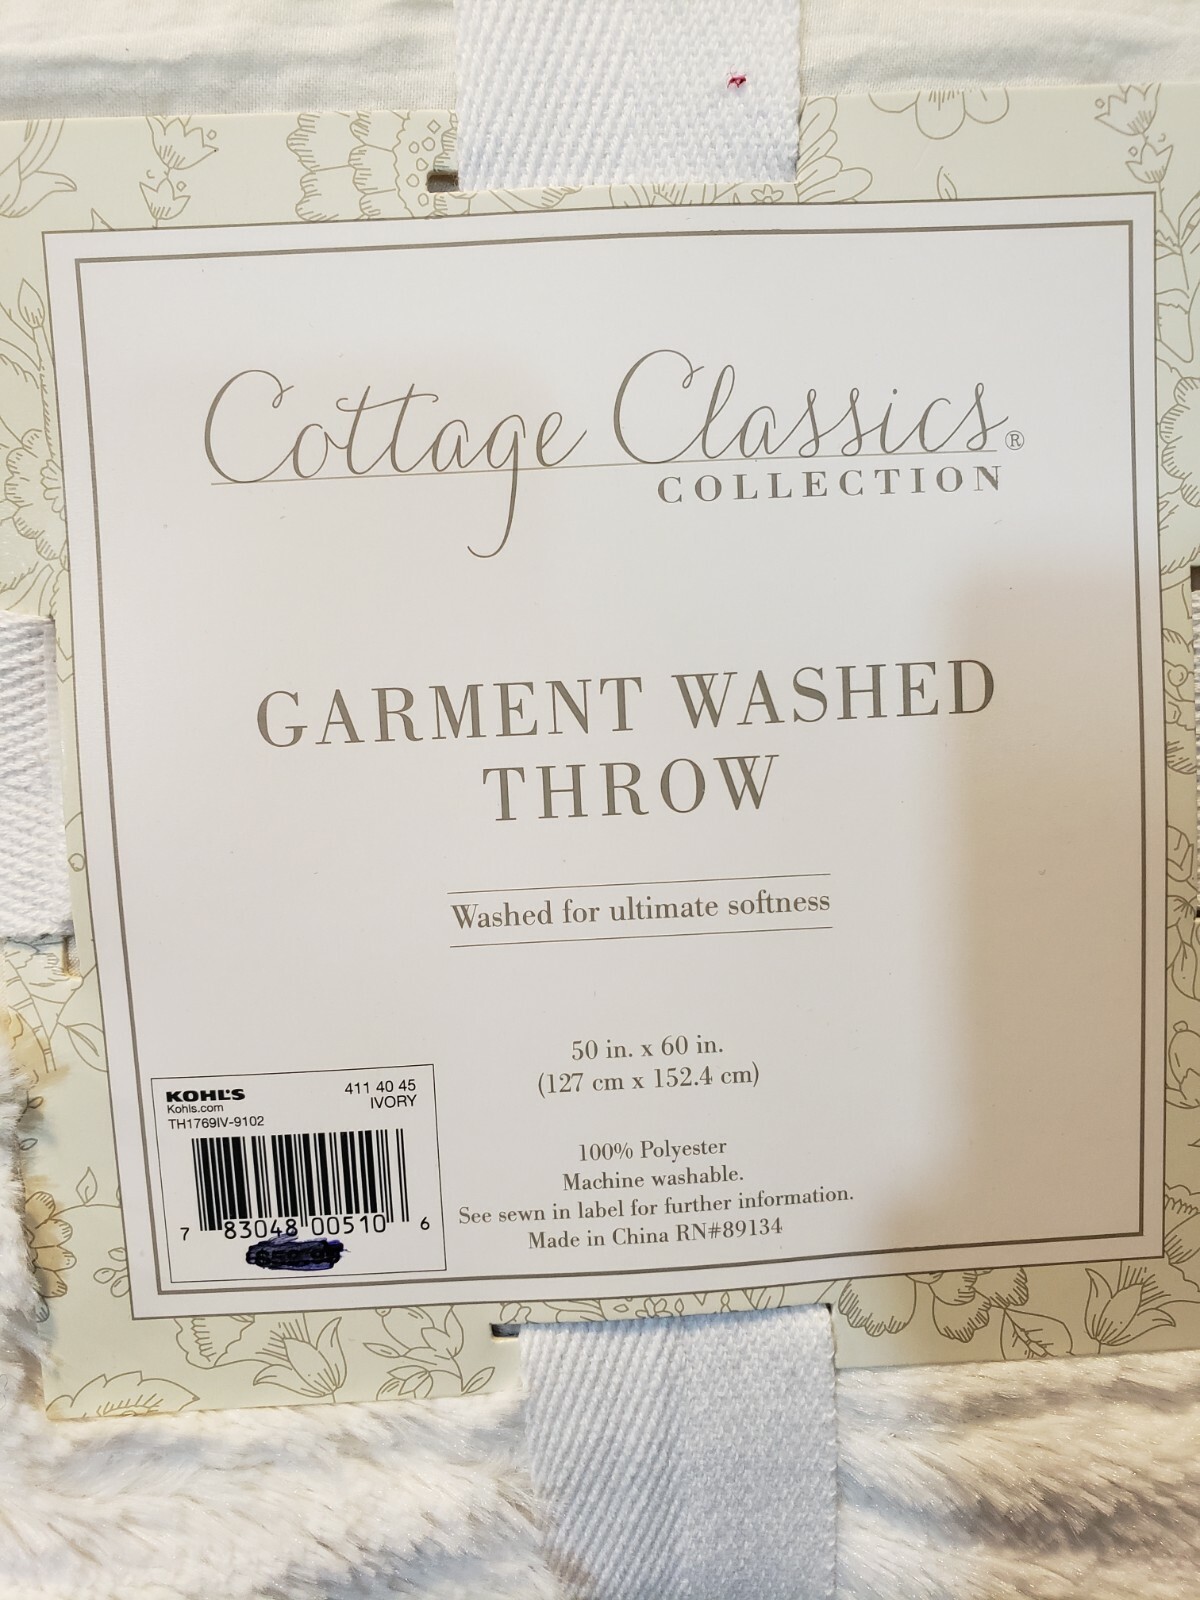 Cottage Classics®
COLLECTION
GARMENT WASHED
THROW
Washed for ultimate softness
50 in. x 60 in.
(127 cm x 152.4 cm)
100% Polyester
Machine washable.
See sewn in label for further information.
Made in China RN#89134
KOHL'S
Kohls.com
TH1769IV-9102
411 40 45
IVORY
7 83048 00510 6